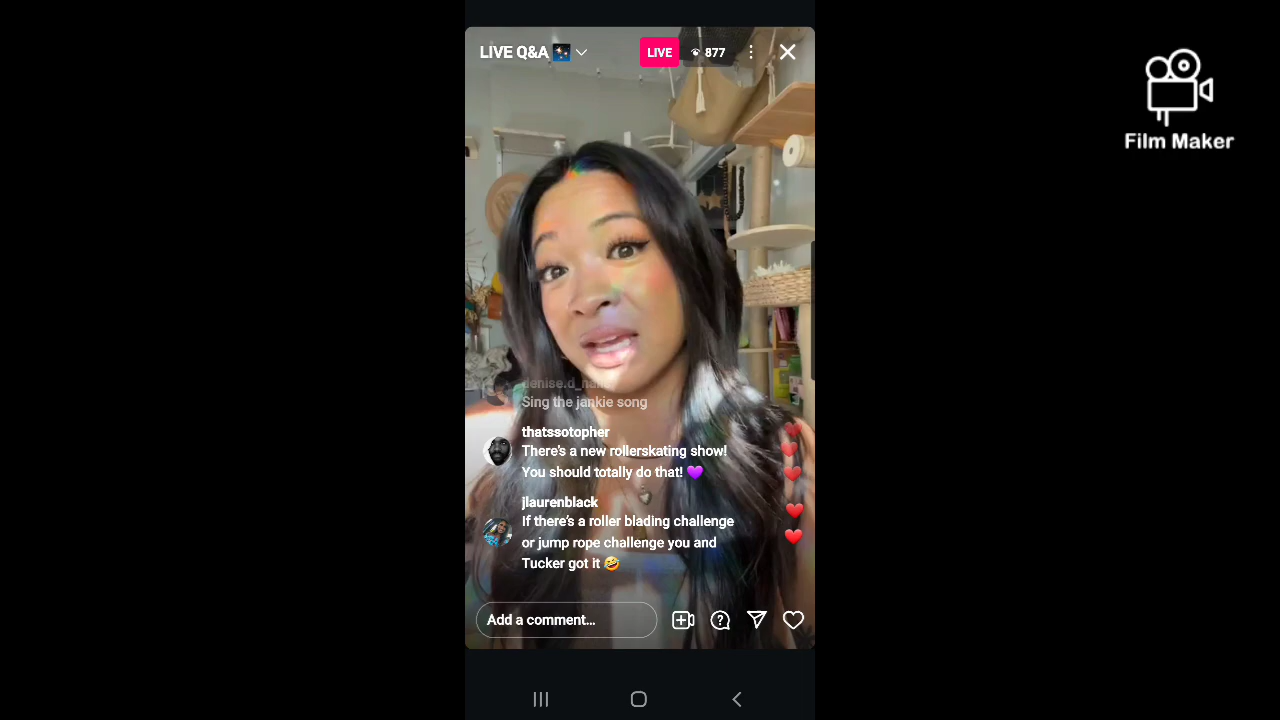 LIVE Q&A
LIVE
877
Film Maker
Sing the jankie song
thatssotopher
There's a new rollerskating show!
You should totally do that! 💜
jlaurenblack
If there's a roller blading challenge
or jump rope challenge you and
Tucker got it 🤣
Add a comment...